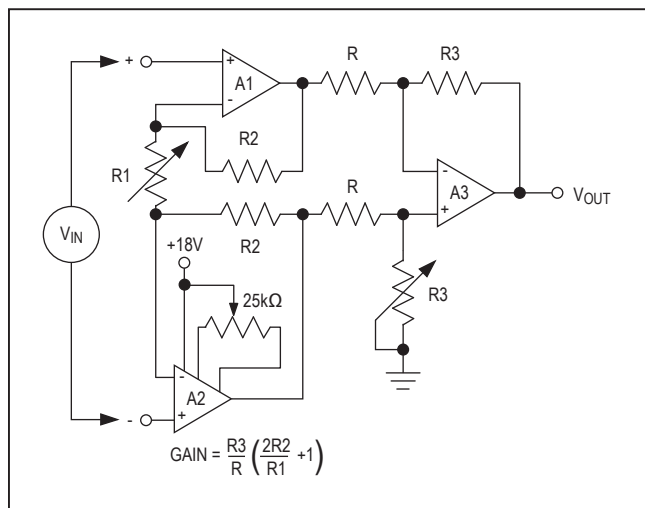 R
R3
+
+
A1
-
R2
R1
R
-
A3
+
VOUT
R2
VIN
+18V
25kΩ
R3
-
A2
-
+
GAIN = R3/R (2R2/R1 +1)